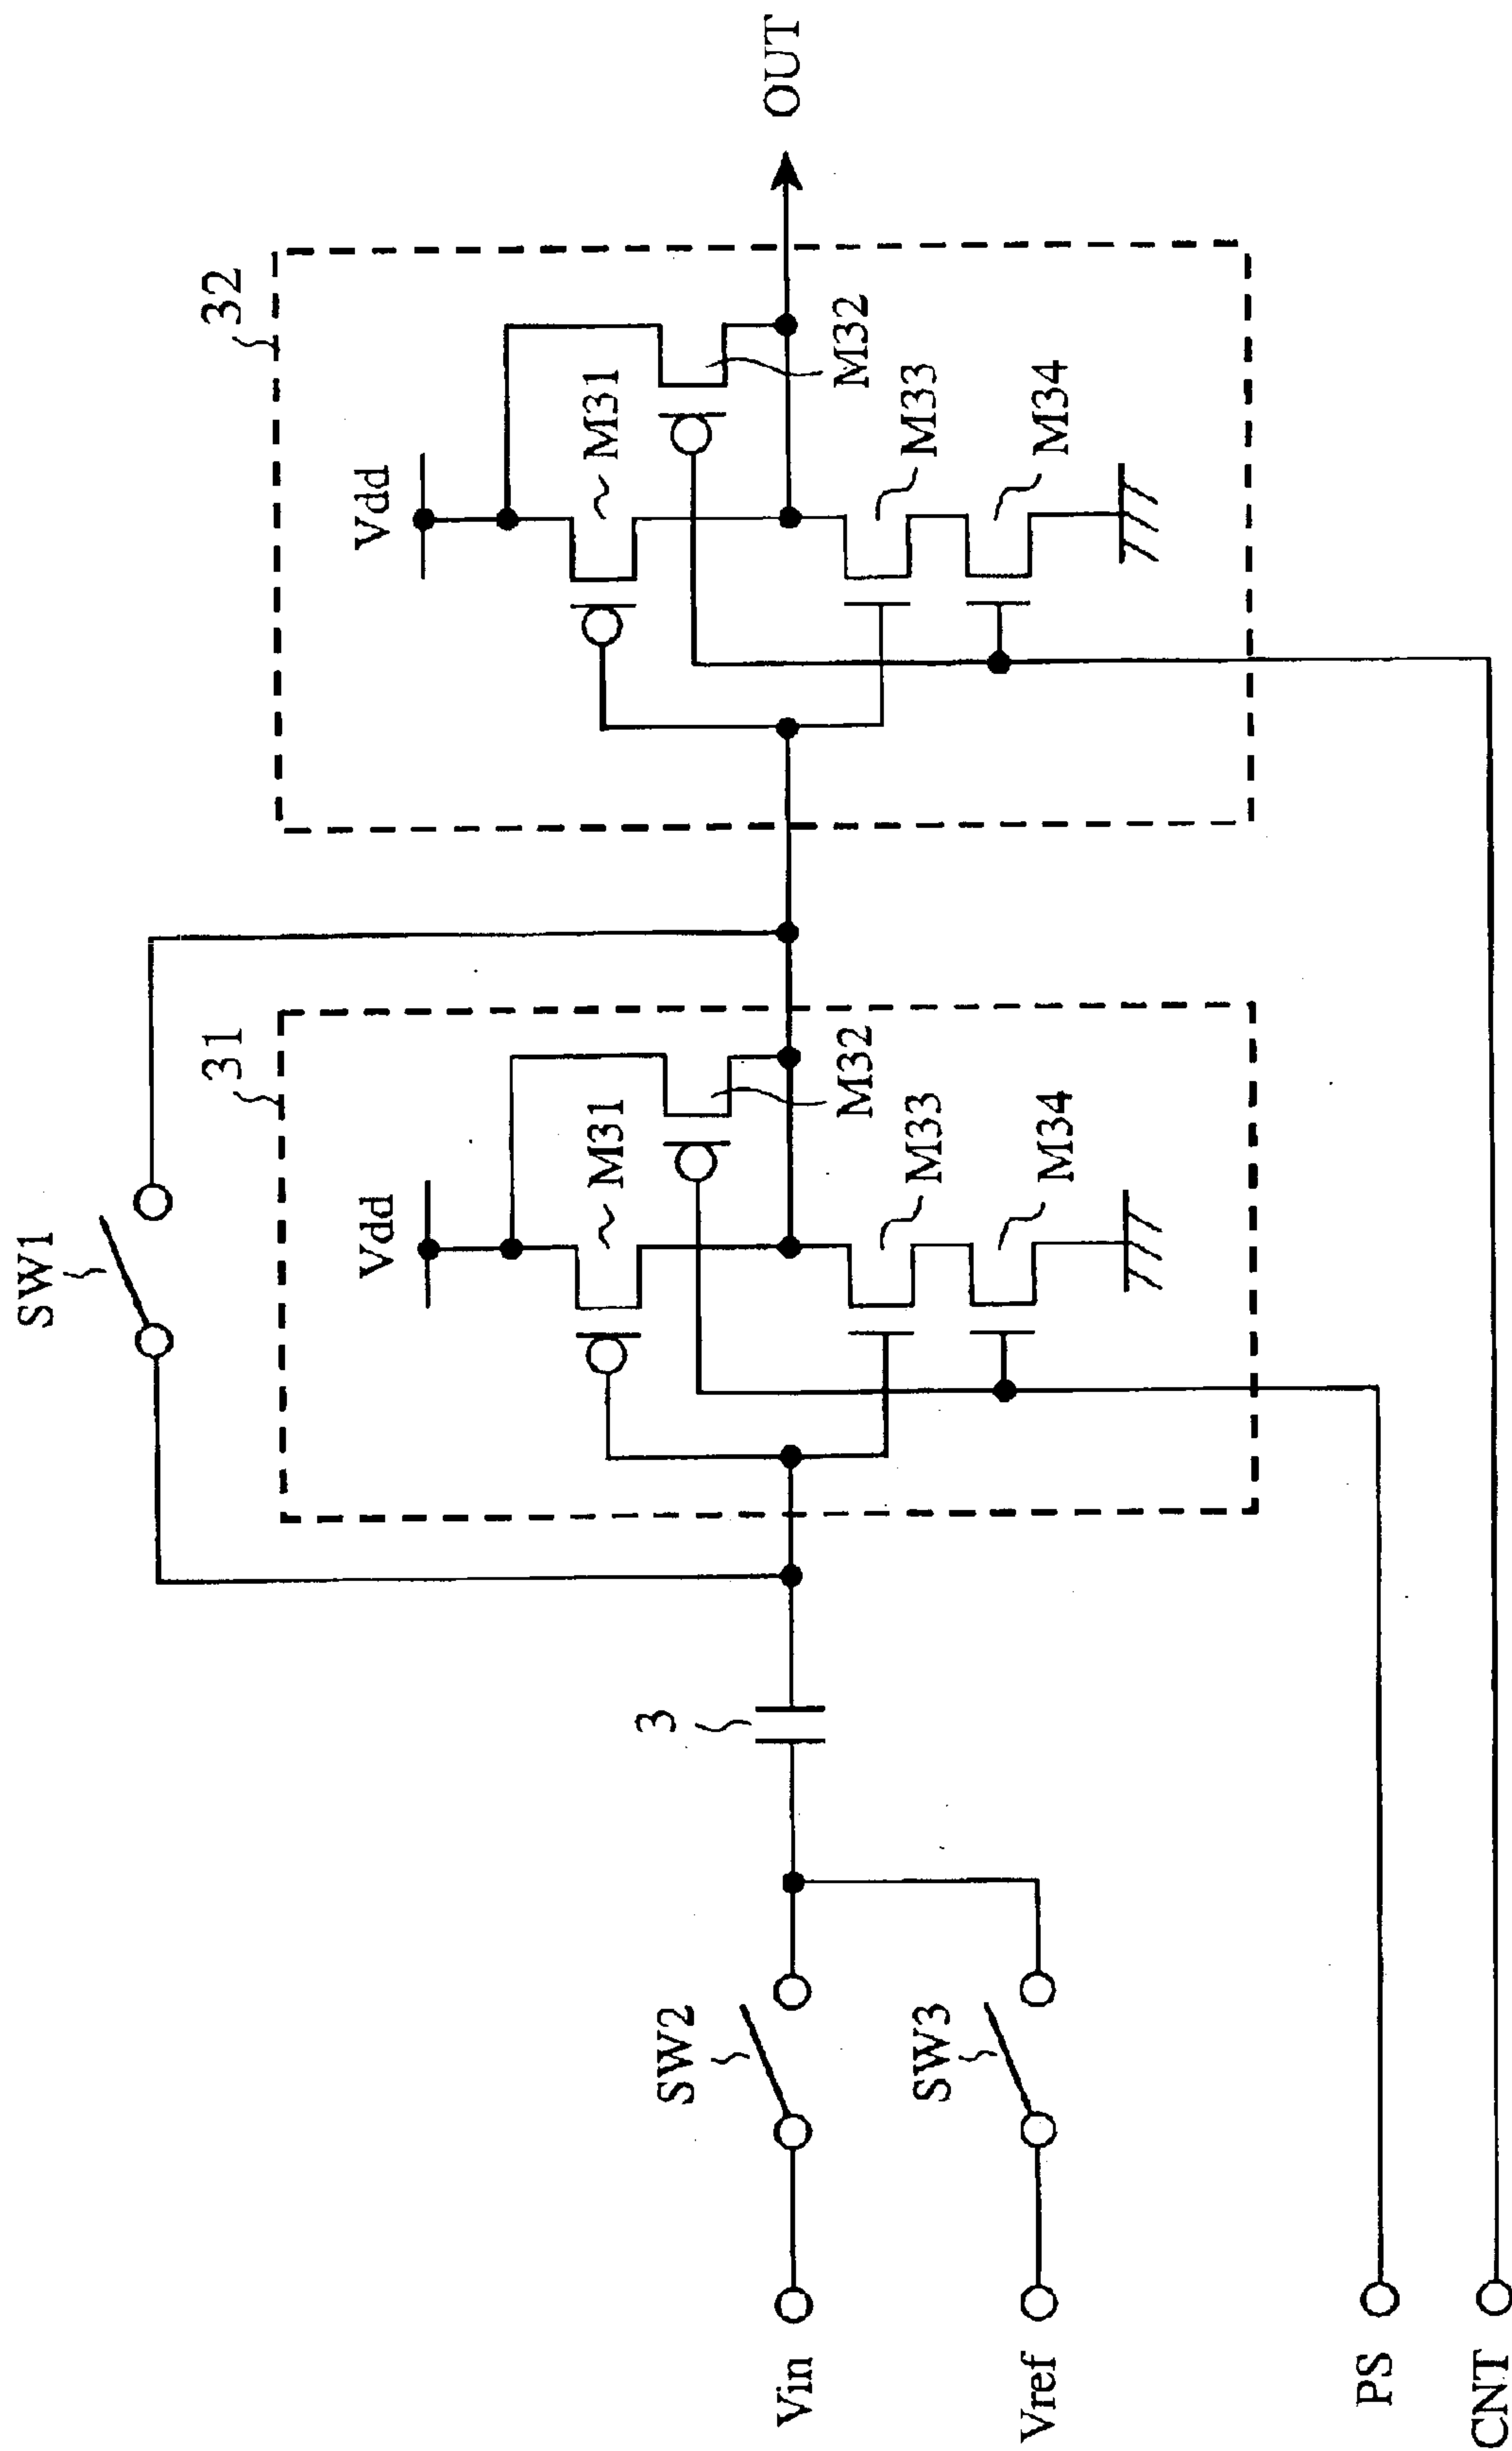 SW1
31
32
Vdd
Vdd
M31
M31
M32
M32
M33
M33
M34
M34
3
SW2
SW3
Vin
Vref
OUT
PS
CNT